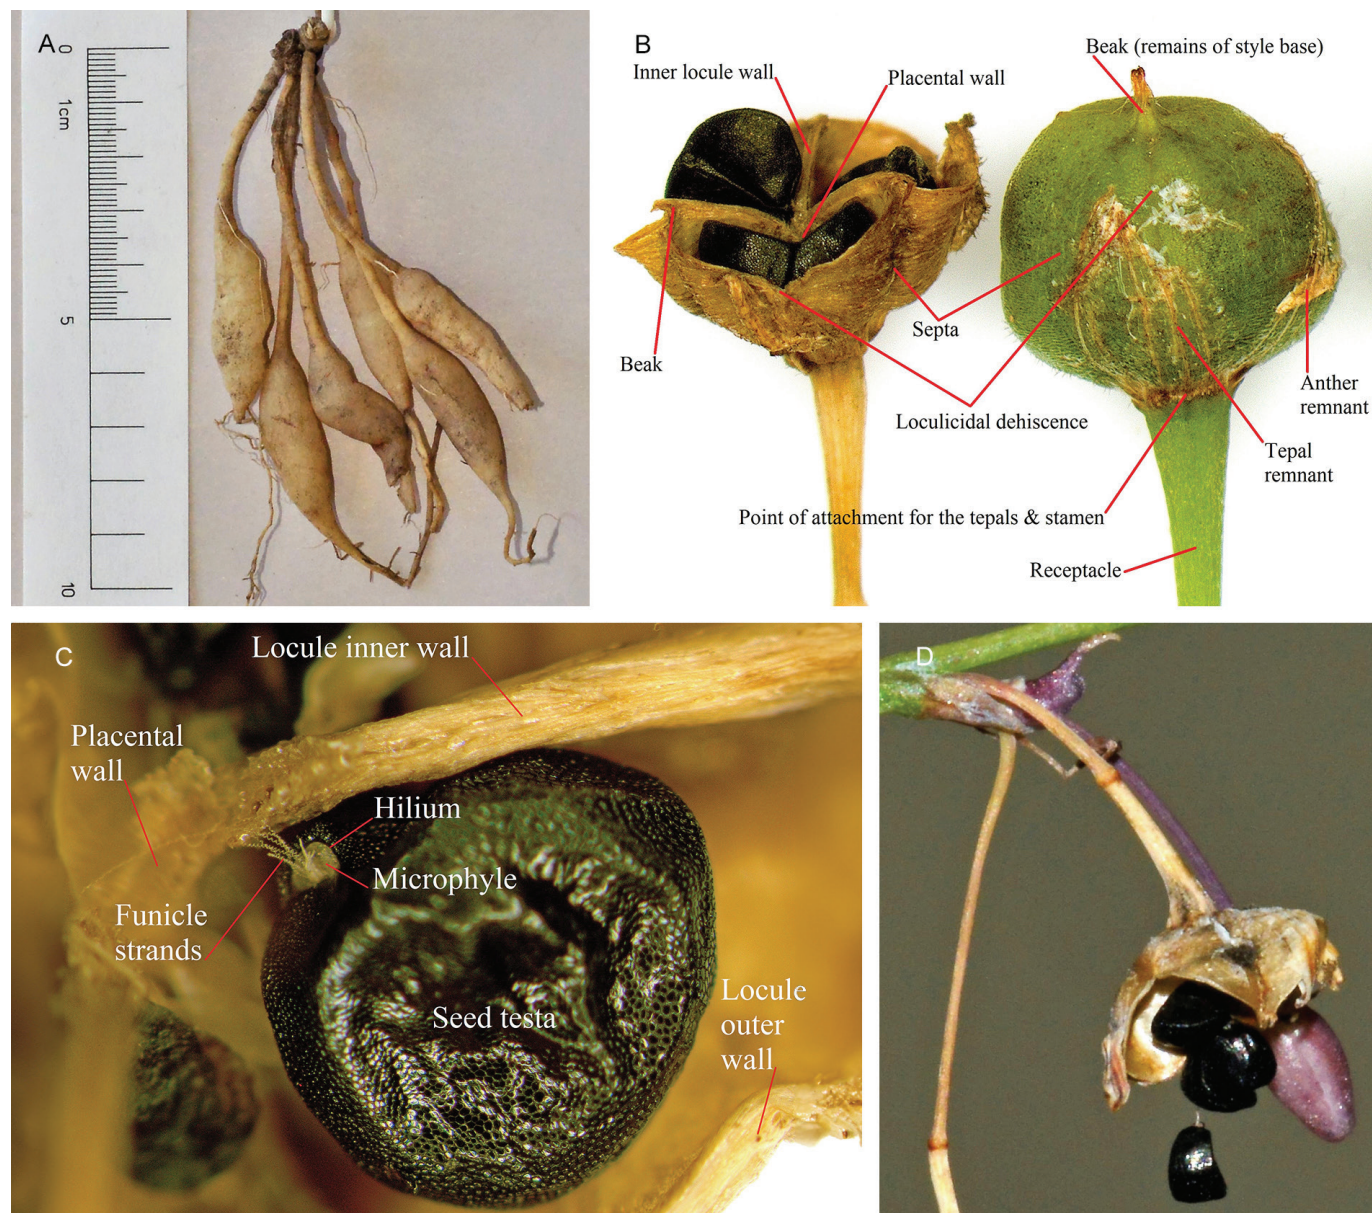 A
0
1cm
5
10
B
Beak (remains of style base)
Inner locule wall
Placental wall
Septa
Beak
Loculicidal dehiscence
Anther
remnant
Tepal
remnant
Point of attachment for the tepals & stamen
Receptacle
C
Locule inner wall
Placental
wall
Hilium
Microphyle
Funicle
strands
Seed testa
Locule
outer
wall
D